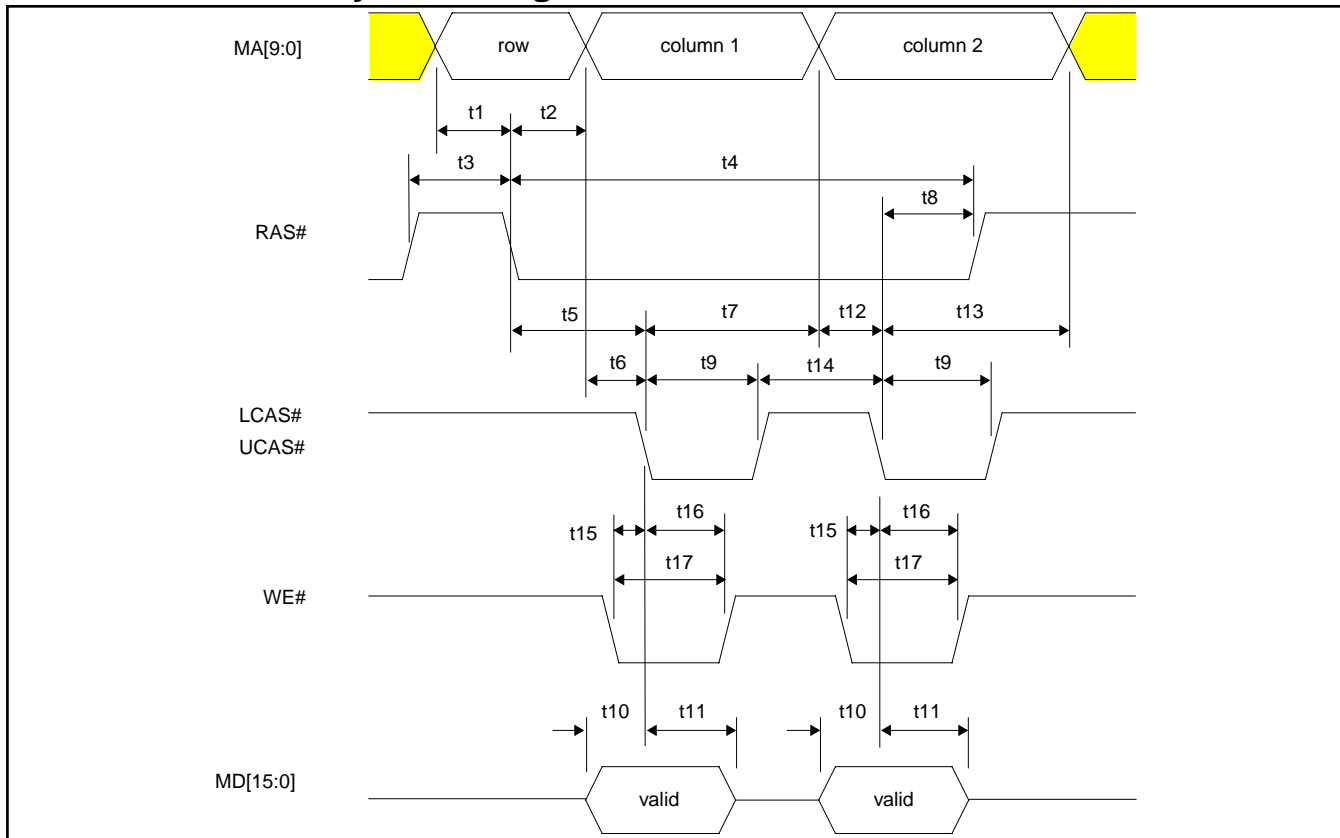 MA[9:0]
row
column 1
column 2
t1
t2
t3
t4
t8
RAS#
t5
t7
t12
t13
t6
t9
t14
t9
LCAS#
UCAS#
t15
t16
t15
t16
t17
t17
WE#
t10
t11
t10
t11
MD[15:0]
valid
valid